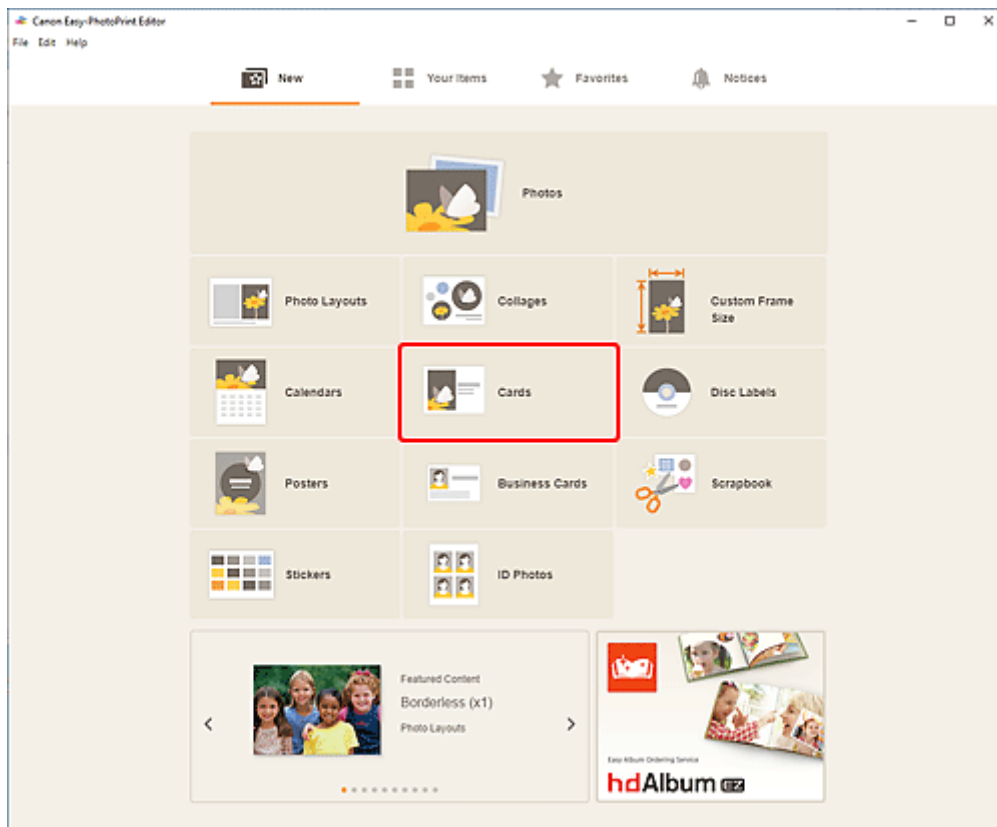 Canon Easy-PhotoPrint Editor
File Edit Help
New
Your Items
Favorites
Notices
Photos
Photo Layouts
Collages
Custom Frame
Size
Calendars
Cards
Disc Labels
Posters
Business Cards
Scrapbook
Stickers
ID Photos
Featured Content
Borderless (x1)
Photo Layouts
Easy Album Ordering Service
hdAlbum EZ